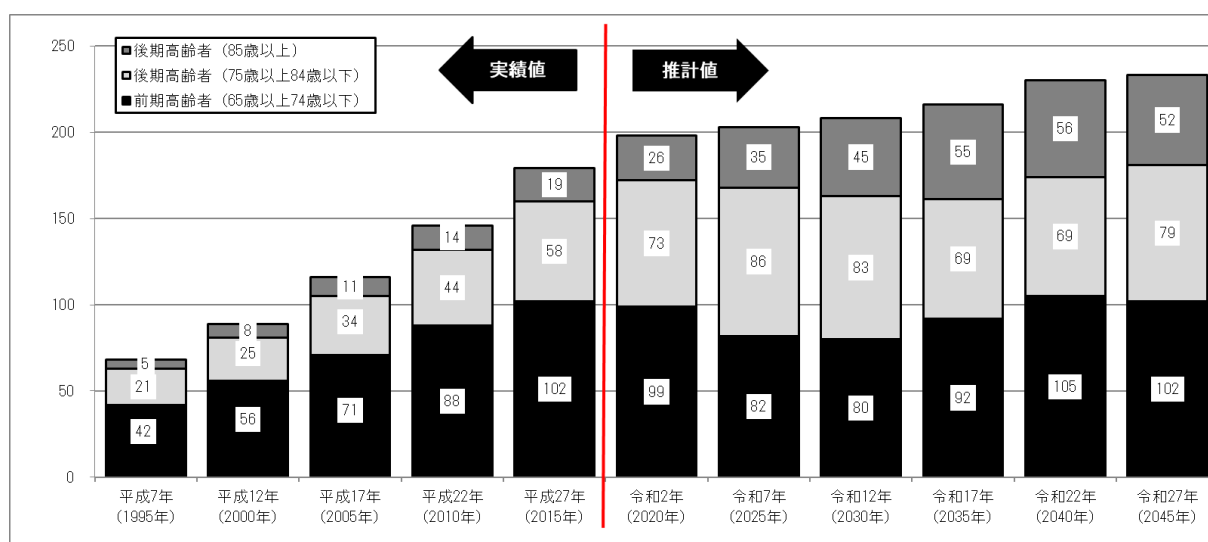 250
200
150
100
50
0
後期高齢者（85歳以上）
後期高齢者（75歳以上84歳以下）
前期高齢者（65歳以上74歳以下）
実績値
推計値
5
21
42
8
25
56
11
34
71
14
44
88
19
58
102
26
73
99
35
86
82
45
83
80
55
69
92
56
69
105
52
79
102
平成7年
(1995年)
平成12年
(2000年)
平成17年
(2005年)
平成22年
(2010年)
平成27年
(2015年)
令和2年
(2020年)
令和7年
(2025年)
令和12年
(2030年)
令和17年
(2035年)
令和22年
(2040年)
令和27年
(2045年)